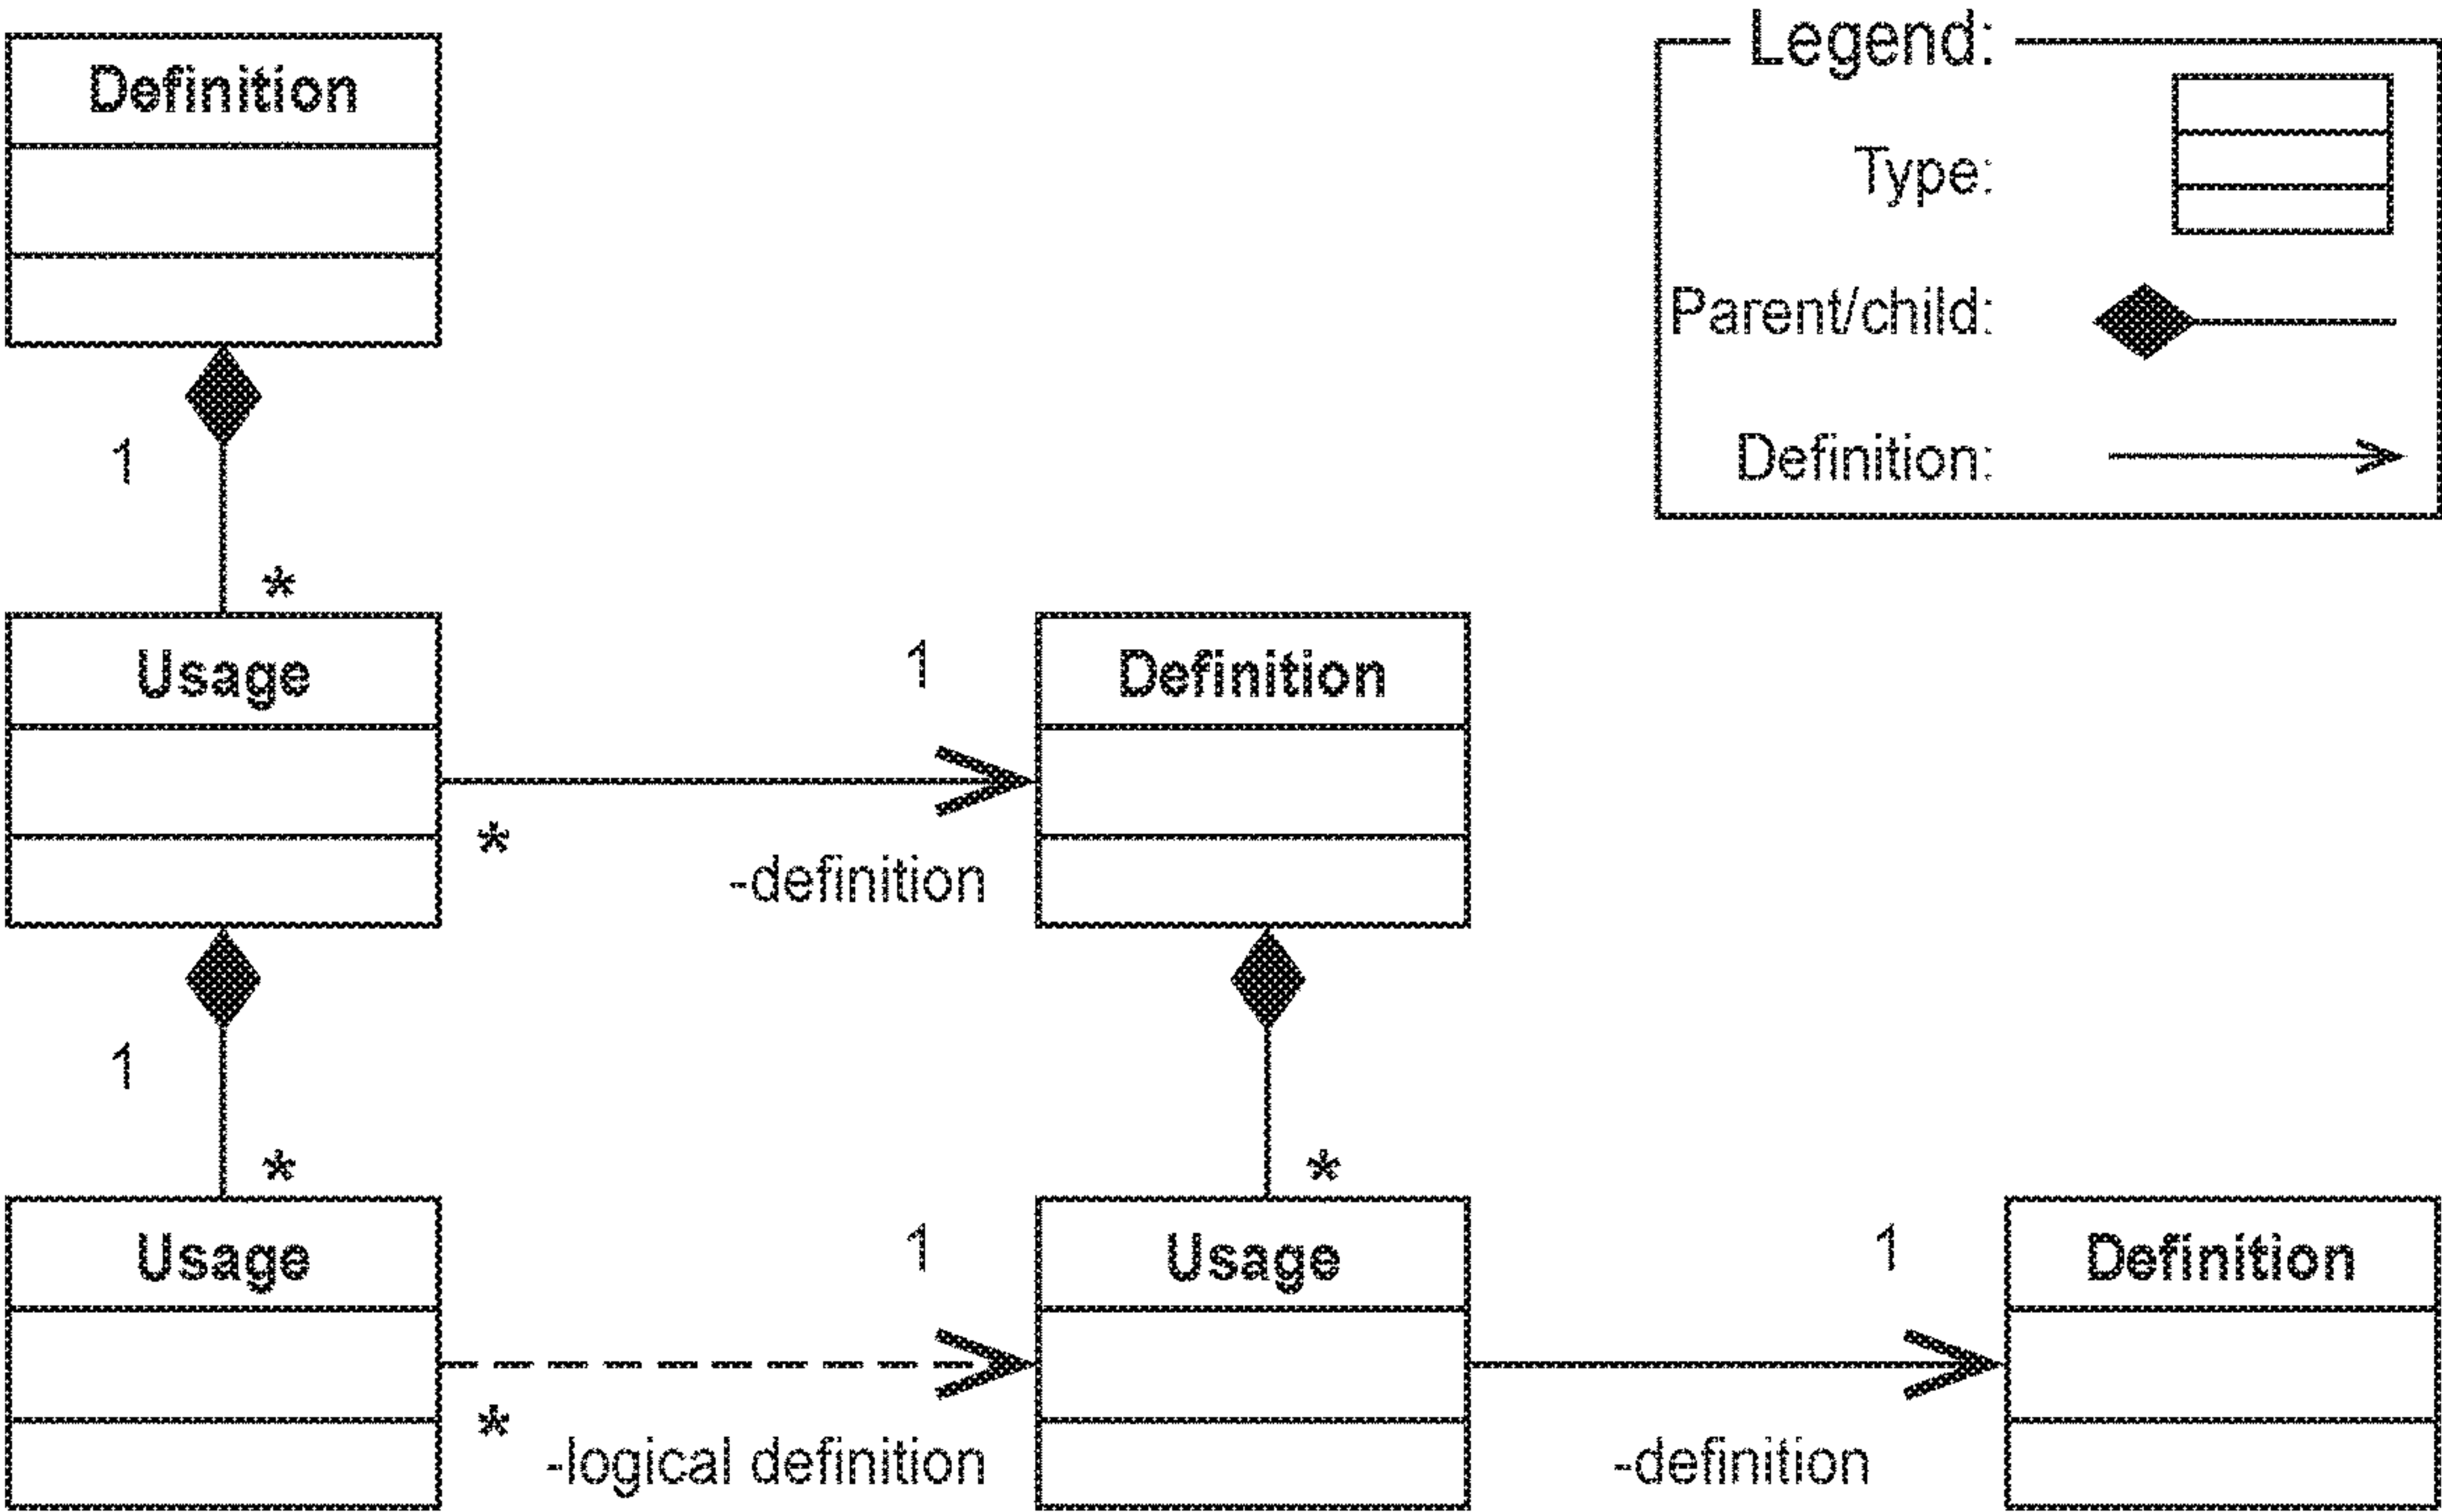 Definition
Legend:
Type:
Parent/child:
Definition:
1
*
Usage
1
Definition
*
-definition
1
*
*
Usage
1
Usage
1
Definition
*
-logical definition
-definition